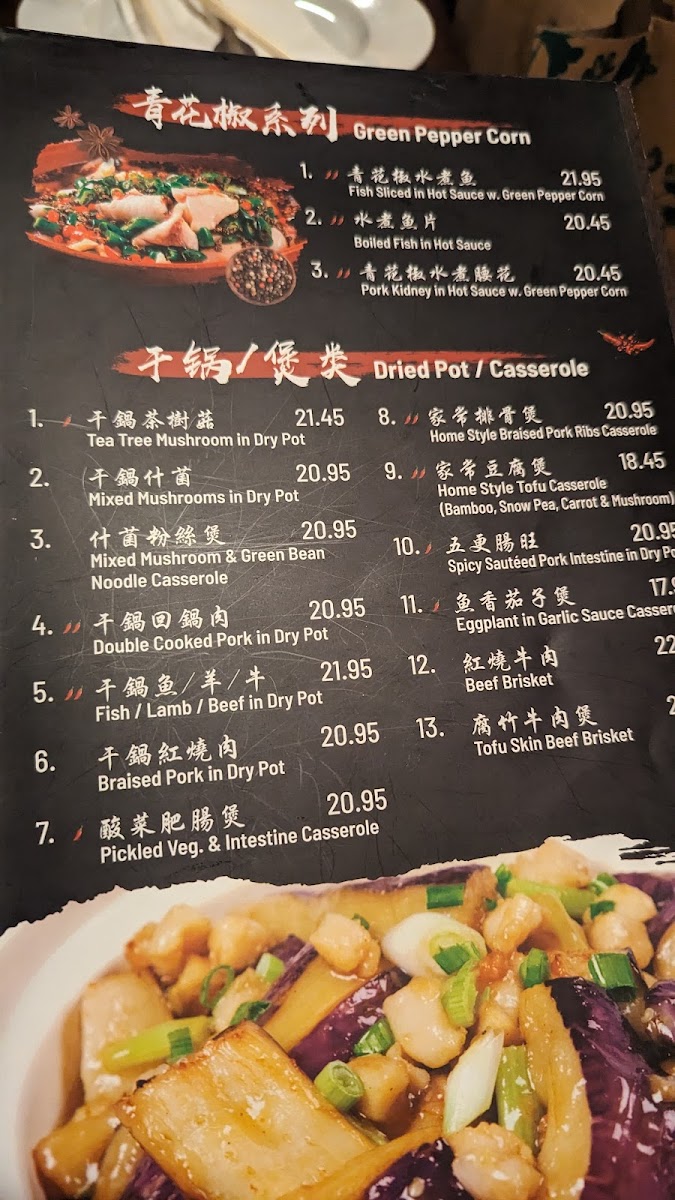 青花椒系列 Green Pepper Corn
1. 青花椒水煮魚 21.95
Fish Sliced in Hot Sauce w. Green Pepper Corn
2. 水煮魚片 20.45
Boiled Fish in Hot Sauce
3. 青花椒水煮腰花 20.45
Pork Kidney in Hot Sauce w. Green Pepper Corn
干锅/煲类 Dried Pot / Casserole
1. 干鍋茶樹菇 21.45
Tea Tree Mushroom in Dry Pot
2. 干鍋什菌 20.95
Mixed Mushrooms in Dry Pot
3. 什菌粉絲煲 20.95
Mixed Mushroom & Green Bean
Noodle Casserole
4. 干鍋回鍋肉 20.95
Double Cooked Pork in Dry Pot
5. 干鍋魚/羊/牛 21.95
Fish / Lamb / Beef in Dry Pot
6. 干鍋紅燒肉 20.95
Braised Pork in Dry Pot
7. 酸菜肥腸煲 20.95
Pickled Veg. & Intestine Casserole
8. 家常排骨煲 20.95
Home Style Braised Pork Ribs Casserole
9. 家常豆腐煲 18.45
Home Style Tofu Casserole
(Bamboo, Snow Pea, Carrot & Mushroom)
10. 五更腸旺 20.95
Spicy Sautéed Pork Intestine in Dry
11. 魚香茄子煲 17.
Eggplant in Garlic Sauce
12. 紅燒牛肉 22
Beef Brisket
13. 腐竹牛肉煲
Tofu Skin Beef Brisket